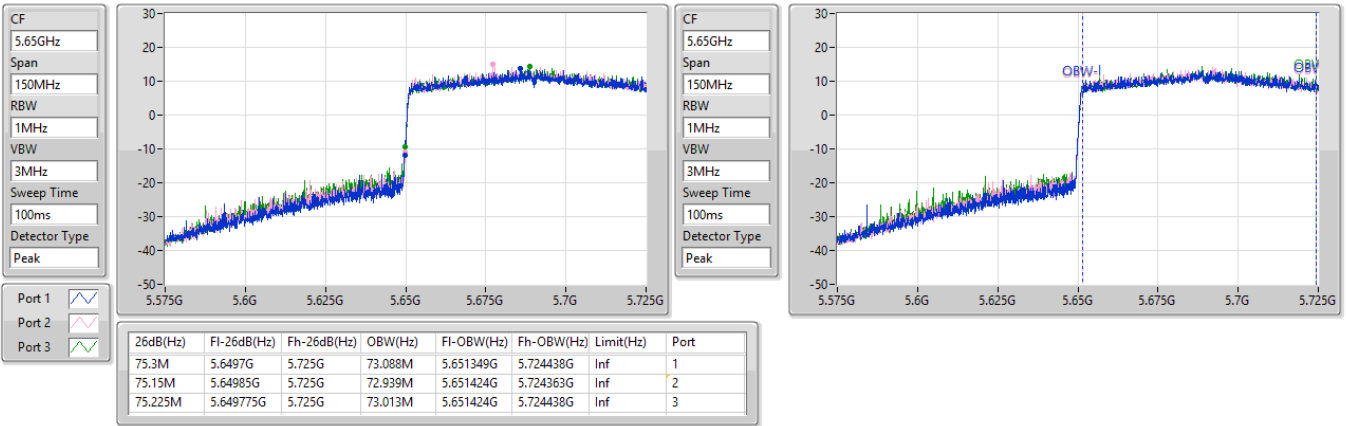 CF
5.65GHz
Span
150MHz
RBW
1MHz
VBW
3MHz
Sweep Time
100ms
Detector Type
Peak
30
20
10
0
-10
-20
-30
-40
-50
5.575G 5.6G 5.625G 5.65G 5.675G 5.7G 5.725G
CF
5.65GHz
Span
150MHz
RBW
1MHz
VBW
3MHz
Sweep Time
100ms
Detector Type
Peak
30
20
10
0
-10
-20
-30
-40
-50
OBW-
OBW
5.575G 5.6G 5.625G 5.65G 5.675G 5.7G 5.725G
Port 1
Port 2
Port 3
26dB(Hz) Fl-26dB(Hz) Fh-26dB(Hz) OBW(Hz) Fl-OBW(Hz) Fh-OBW(Hz) Limit(Hz) Port
75.3M 5.6497G 5.725G 73.088M 5.651349G 5.724438G Inf 1
75.15M 5.64985G 5.725G 72.939M 5.651424G 5.724363G Inf 2
75.225M 5.649775G 5.725G 73.013M 5.651424G 5.724438G Inf 3